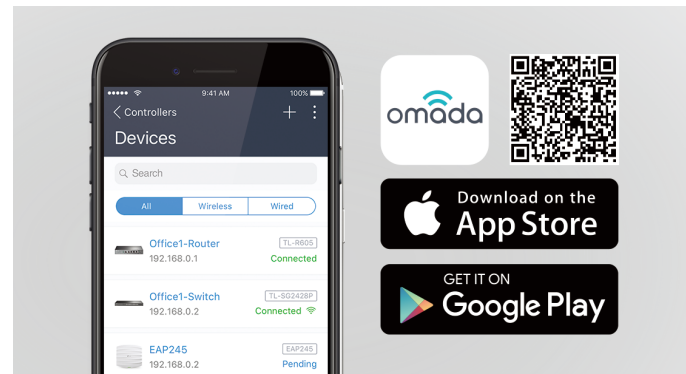 9:41 AM
100%
Controllers
Devices
Search
All
Wireless
Wired
Office1-Router
TL-R605
192.168.0.1
Connected
Office1-Switch
TL-SG2428P
192.168.0.2
Connected
EAP245
EAP245
192.168.0.2
Pending
omada
Download on the
App Store
GET IT ON
Google Play